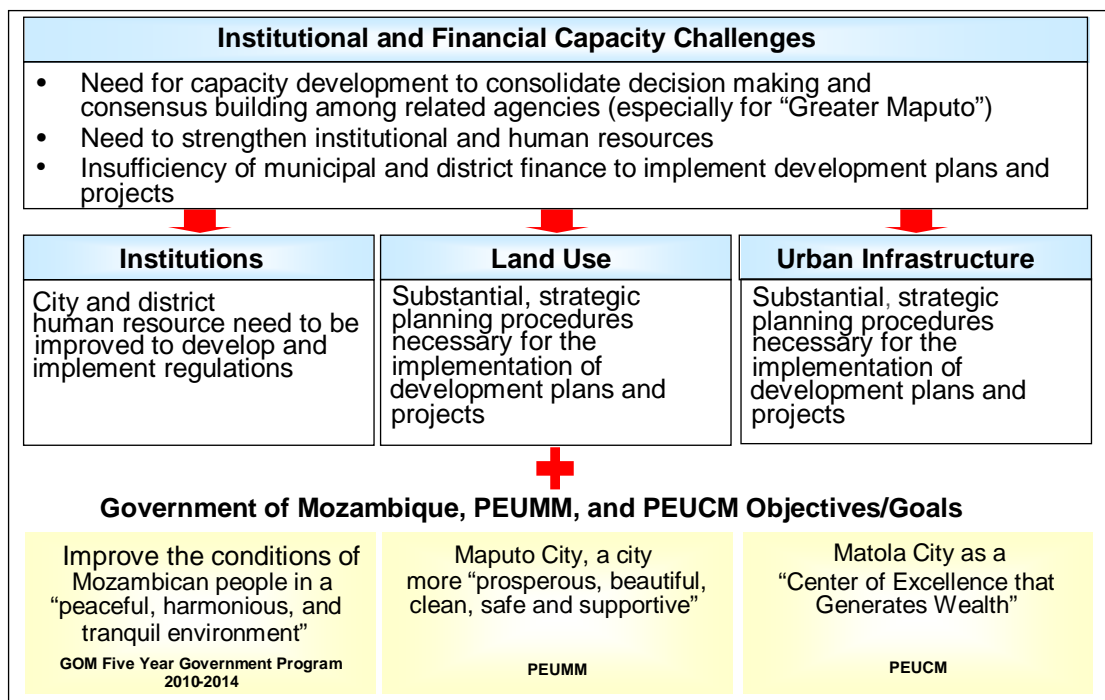 Institutional and Financial Capacity Challenges
• Need for capacity development to consolidate decision making and
consensus building among related agencies (especially for “Greater Maputo”)
• Need to strengthen institutional and human resources
• Insufficiency of municipal and district finance to implement development plans and
projects
Institutions
City and district
human resource need to be
improved to develop and
implement regulations
Land Use
Substantial, strategic
planning procedures
necessary for the
implementation of
development plans and
projects
Urban Infrastructure
Substantial, strategic
planning procedures
necessary for the
implementation of
development plans and
projects
Government of Mozambique, PEUMM, and PEUCM Objectives/Goals
Improve the conditions of
Mozambican people in a
“peaceful, harmonious, and
tranquil environment”
GOM Five Year Government Program
2010-2014
Maputo City, a city
more “prosperous, beautiful,
clean, safe and supportive”
PEUMM
Matola City as a
“Center of Excellence that
Generates Wealth”
PEUCM